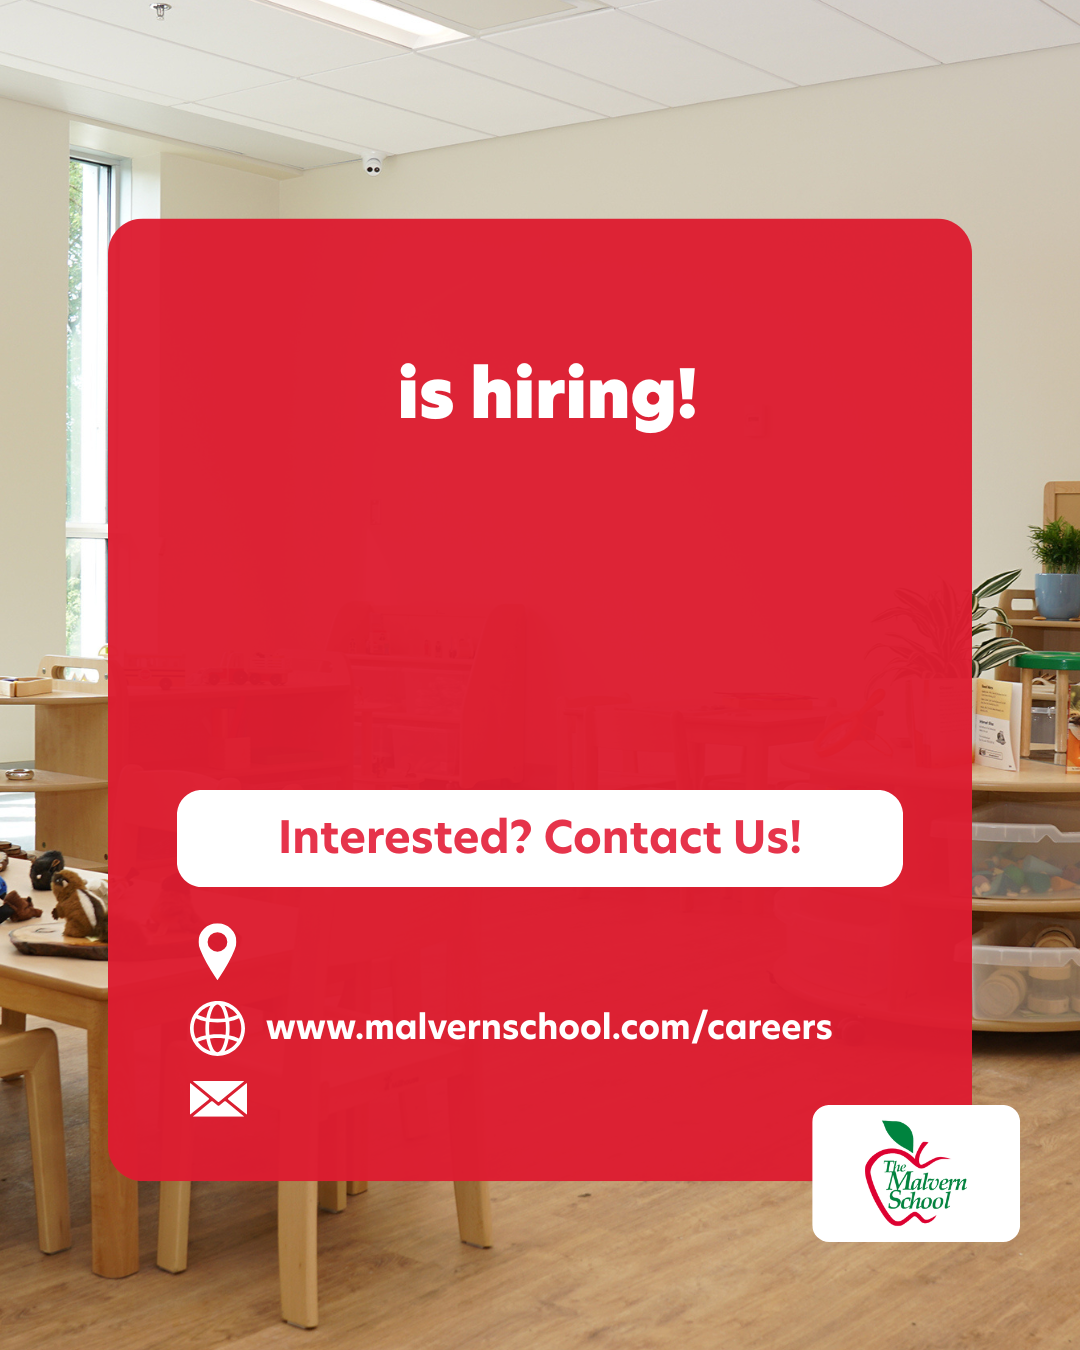 is hiring!
Interested? Contact Us!
www.malvernschool.com/careers
The
Malvern
School